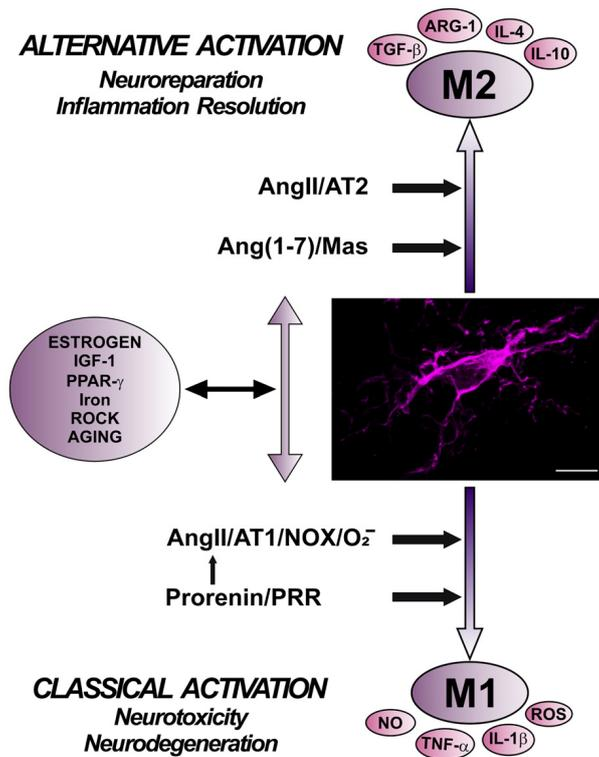 ALTERNATIVE ACTIVATION
Neuroreparation
Inflammation Resolution
TGF-β
ARG-1
IL-4
IL-10
M2
AngII/AT2
Ang(1-7)/Mas
ESTROGEN
IGF-1
PPAR-γ
Iron
ROCK
AGING
AngII/AT1/NOX/O₂⁻
Prorenin/PRR
CLASSICAL ACTIVATION
Neurotoxicity
Neurodegeneration
M1
NO
TNF-α
IL-1β
ROS